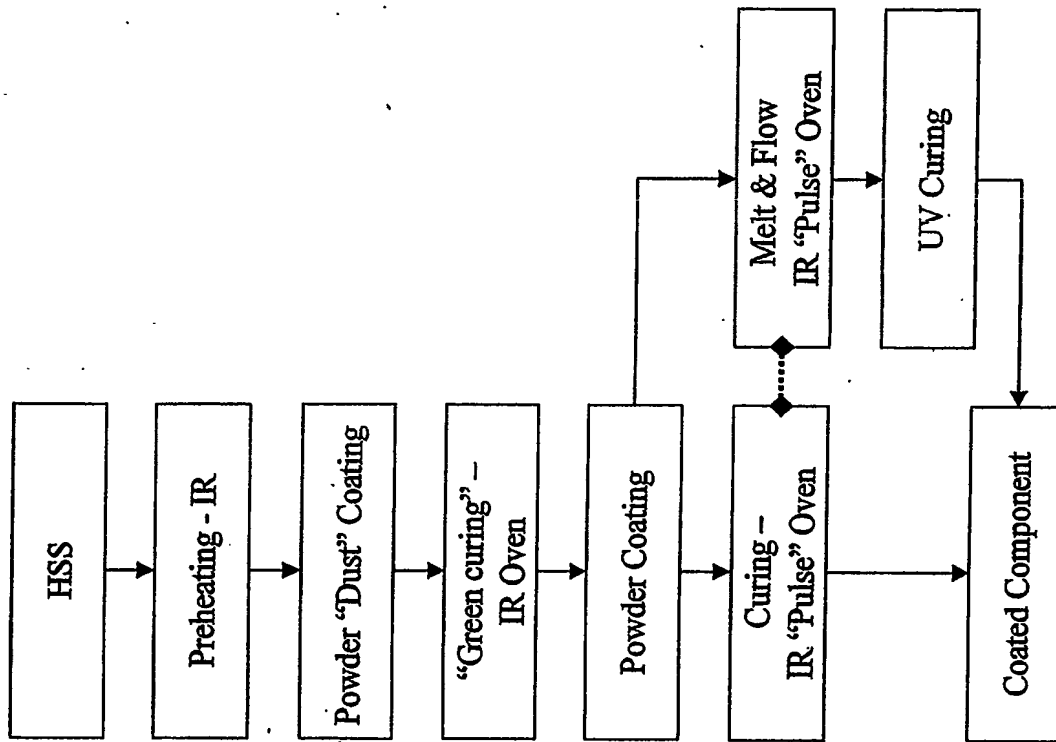 HSS
Preheating - IR
Powder “Dust” Coating
“Green curing” –
IR Oven
Powder Coating
Curing –
IR “Pulse” Oven
Melt & Flow
IR “Pulse” Oven
UV Curing
Coated Component